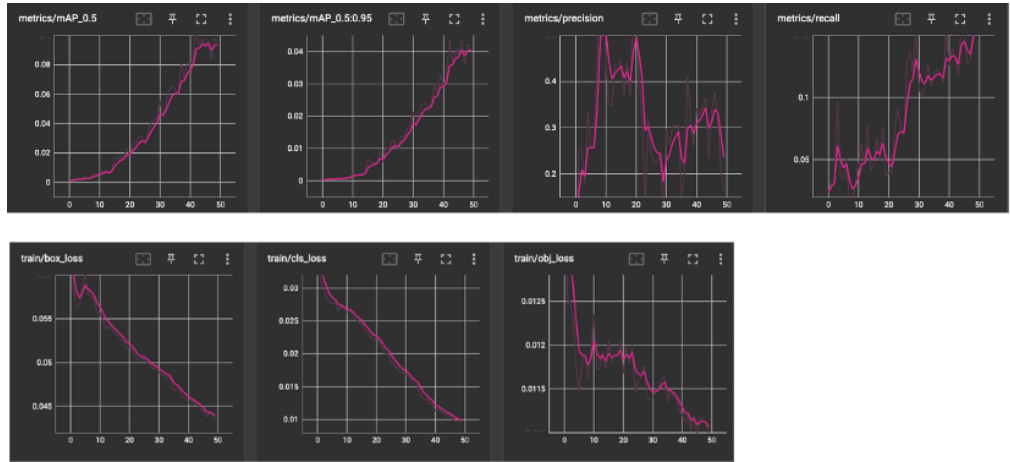 metrics/mAP_0.5
0.08
0.06
0.04
0.02
0
0 10 20 30 40 50
metrics/mAP_0.5:0.95
0.04
0.03
0.02
0.01
0
0 10 20 30 40 50
metrics/precision
0.4
0.3
0.2
0 10 20 30 40 50
metrics/recall
0.1
0.05
0 10 20 30 40 50
train/box_loss
0.055
0.05
0.045
0 10 20 30 40 50
train/cls_loss
0.03
0.025
0.02
0.015
0.01
0 10 20 30 40 50
train/obj_loss
0.0125
0.012
0.0115
0 10 20 30 40 50